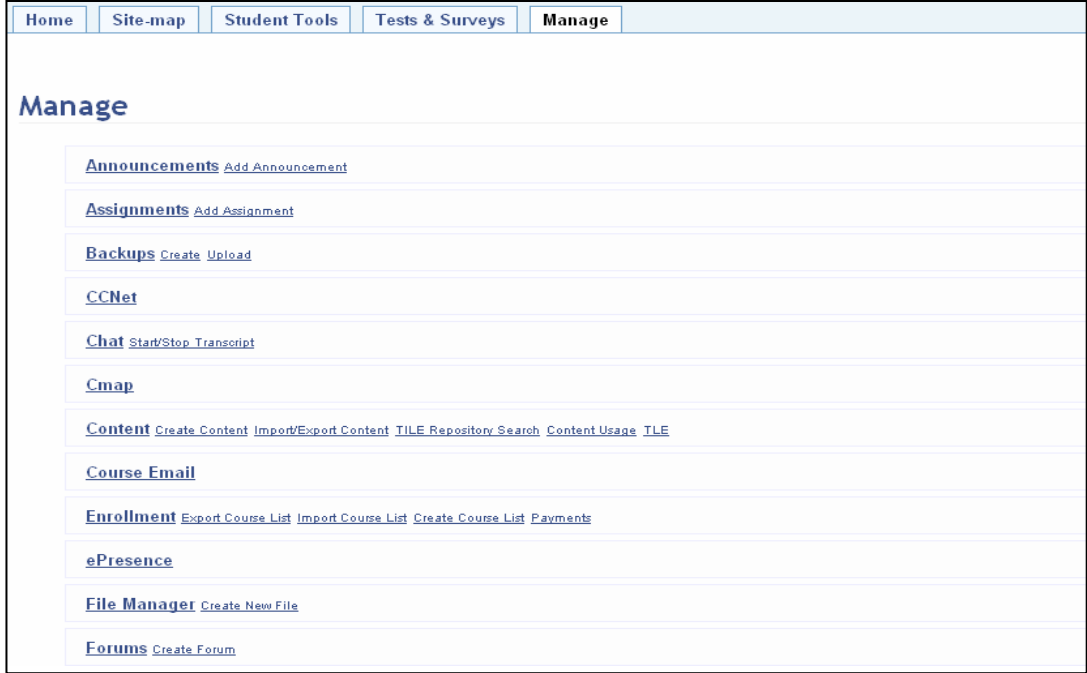 Home Site-map Student Tools Tests & Surveys Manage
Manage
Announcements Add Announcement
Assignments Add Assignment
Backups Create Upload
CCNet
Chat Start/Stop Transcript
Cmap
Content Create Content Import/Export Content TILE Repository Search Content Usage TLE
Course Email
Enrollment Export Course List Import Course List Create Course List Payments
ePresence
File Manager Create New File
Forums Create Forum